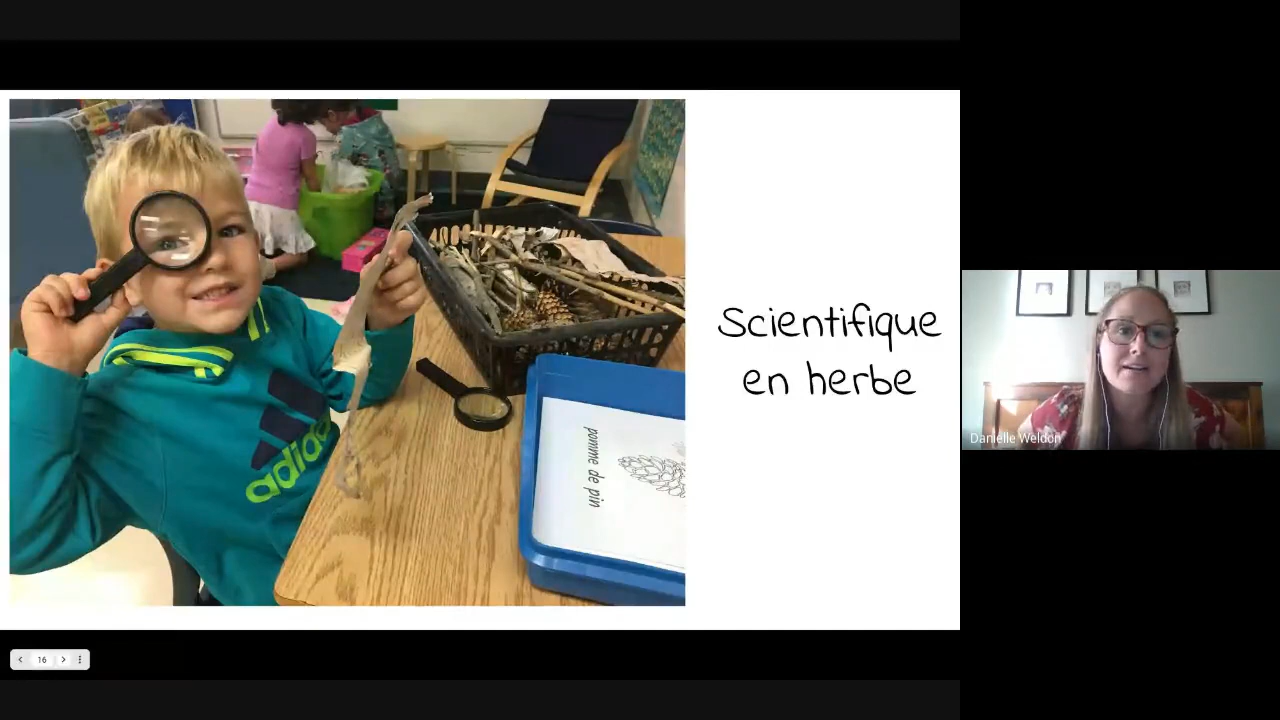 Scientifique
en herbe
adidas
pomme de pin
Danielle Weldon
16